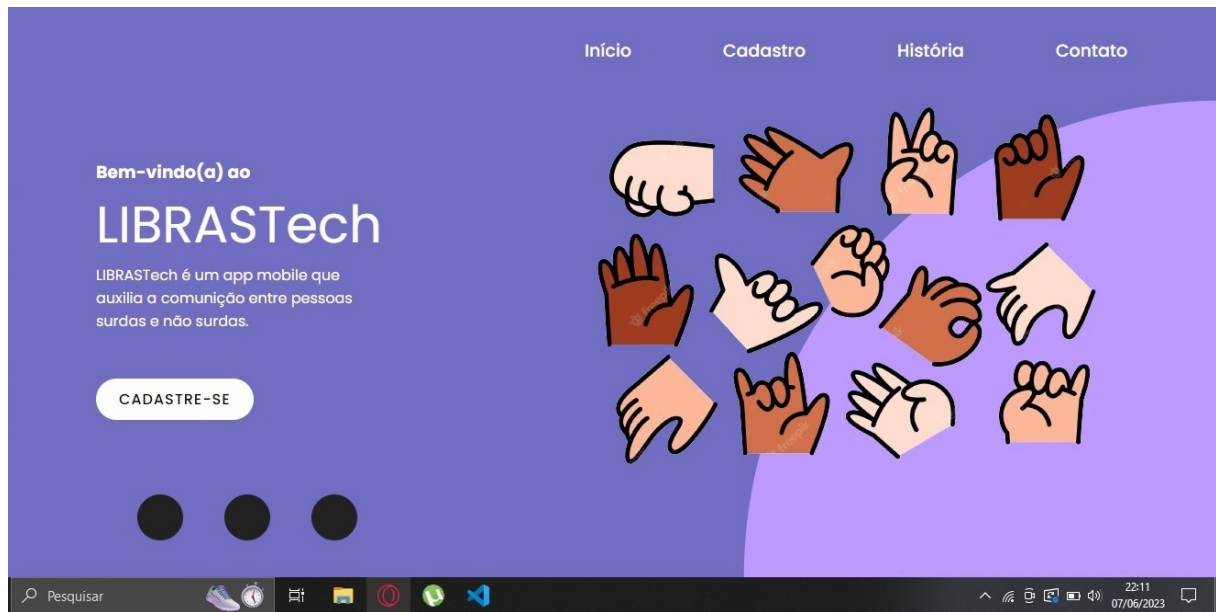 Início Cadastro História Contato
Bem-vindo(a) ao
LIBRASTech
LIBRASTech é um app mobile que
auxilia a comunição entre pessoas
surdas e não surdas.
CADASTRE-SE
Pesquisar
22:11
07/06/2023